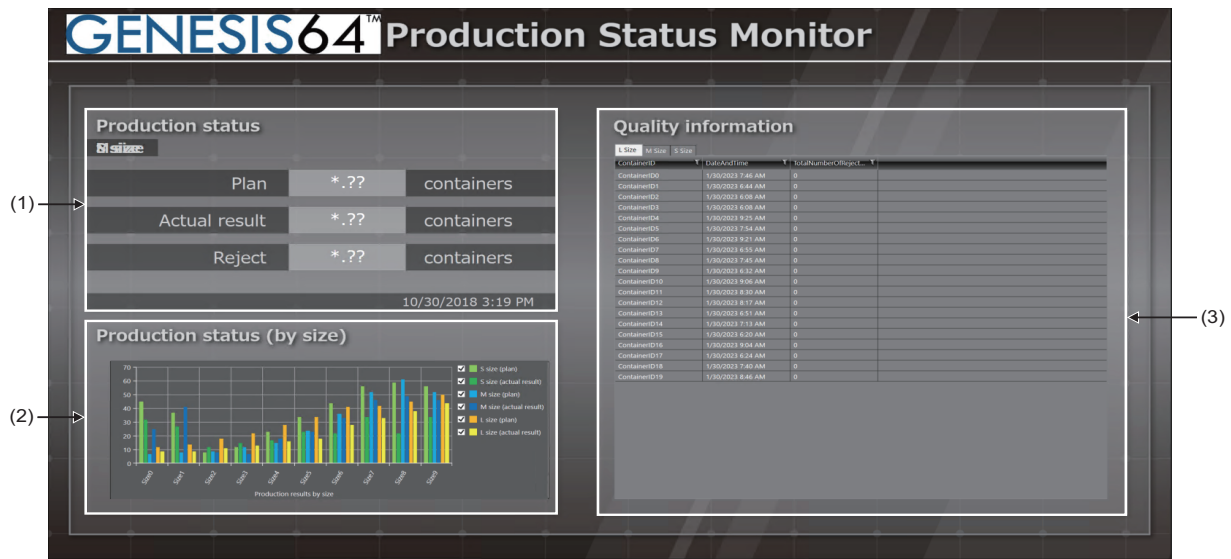 GENESIS64™ Production Status Monitor
(1)
Production status
Plan *.?? containers
Actual result *.?? containers
Reject *.?? containers
10/30/2018 3:19 PM
(2)
Production status (by size)
70
60
50
40
30
20
10
0
Size0 Size1 Size2 Size3 Size4 Size5 Size6 Size7 Size8 Size9
Production results by size
S size (plan)
S size (actual result)
M size (plan)
M size (actual result)
L size (plan)
L size (actual result)
(3)
Quality information
L Size M Size S Size
ContainerID DateAndTime TotalNumberOfReject...
ContainerID0 1/30/2023 7:46 AM 0
ContainerID1 1/30/2023 6:44 AM 0
ContainerID2 1/30/2023 6:08 AM 0
ContainerID3 1/30/2023 6:08 AM 0
ContainerID4 1/30/2023 9:25 AM 0
ContainerID5 1/30/2023 7:54 AM 0
ContainerID6 1/30/2023 9:21 AM 0
ContainerID7 1/30/2023 6:55 AM 0
ContainerID8 1/30/2023 7:45 AM 0
ContainerID9 1/30/2023 6:32 AM 0
ContainerID10 1/30/2023 9:06 AM 0
ContainerID11 1/30/2023 8:30 AM 0
ContainerID12 1/30/2023 8:17 AM 0
ContainerID13 1/30/2023 6:51 AM 0
ContainerID14 1/30/2023 7:13 AM 0
ContainerID15 1/30/2023 6:20 AM 0
ContainerID16 1/30/2023 9:04 AM 0
ContainerID17 1/30/2023 6:24 AM 0
ContainerID18 1/30/2023 7:40 AM 0
ContainerID19 1/30/2023 8:46 AM 0